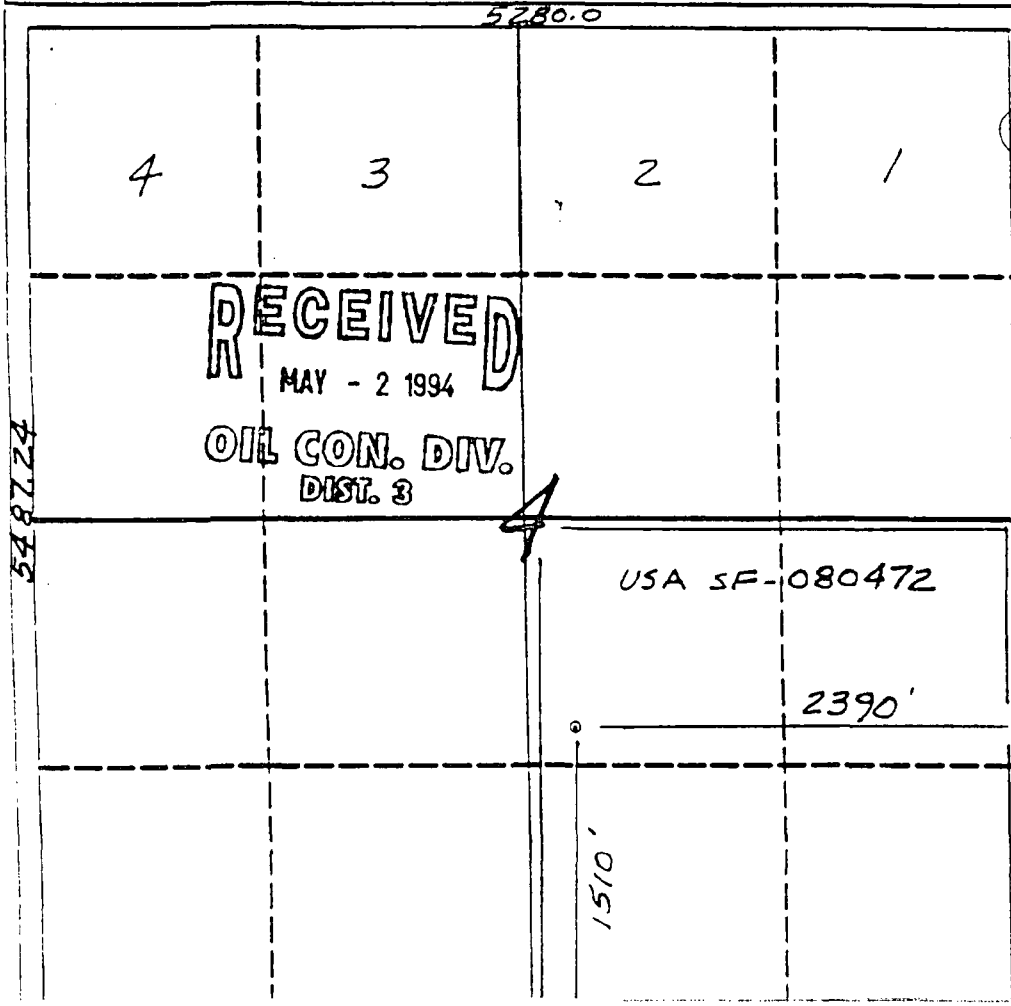 5280.0
4 3 2 1
RECEIVED
MAY - 2 1994
OIL CON. DIV.
DIST. 3
5487.24
4
USA SF-080472
2390'
1510'